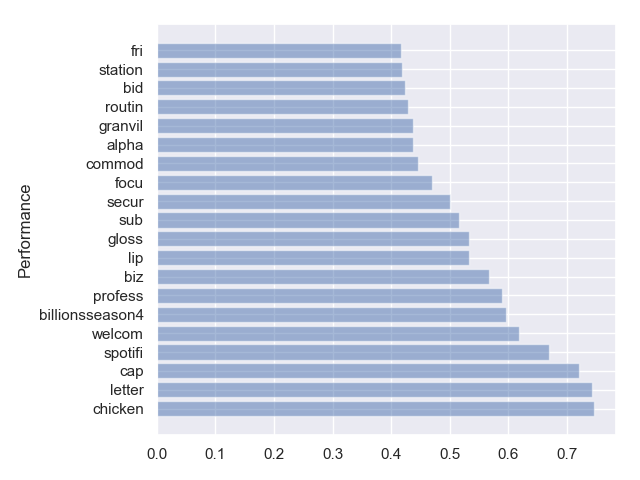 fri
station
bid
routin
granvil
alpha
commod
focu
secur
sub
gloss
lip
biz
profess
billionsseason4
welcom
spotifi
cap
letter
chicken
Performance
0.0 0.1 0.2 0.3 0.4 0.5 0.6 0.7